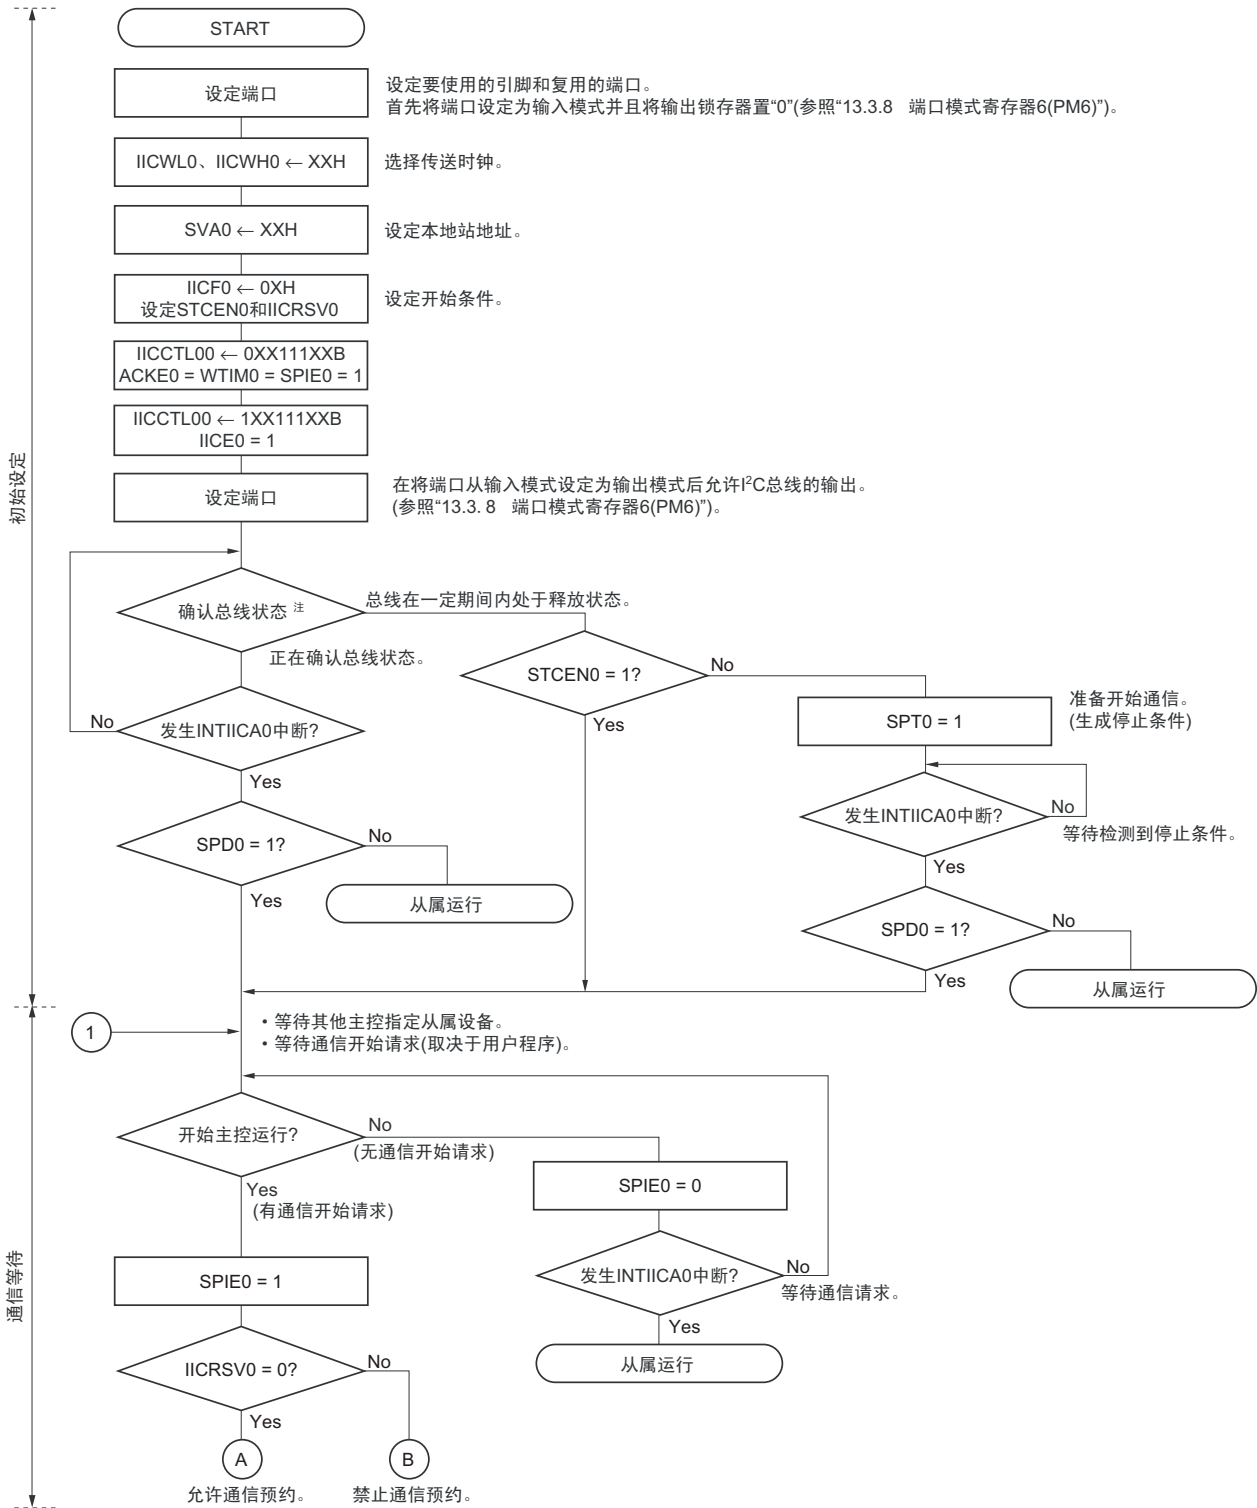 START
设定端口
设定要使用的引脚和复用的端口。
首先将端口设定为输入模式并且将输出锁存器置“0”(参照“13.3.8 端口模式寄存器6(PM6)”)。
IICWL0、IICWH0 ← XXH
选择传送时钟。
SVA0 ← XXH
设定本地站地址。
IICF0 ← 0XH
设定STCEN0和IICRSV0
设定开始条件。
IICCTL00 ← 0XX111XXB
ACKE0 = WTIM0 = SPIE0 = 1
IICCTL00 ← 1XX111XXB
IICE0 = 1
初始设定
设定端口
在将端口从输入模式设定为输出模式后允许I²C总线的输出。
(参照“13.3. 8 端口模式寄存器6(PM6)”)。
确认总线状态 注
总线在一定期间内处于释放状态。
正在确认总线状态。
STCEN0 = 1?
No
Yes
SPT0 = 1
准备开始通信。
(生成停止条件)
No
发生INTIICA0中断?
Yes
发生INTIICA0中断?
No
等待检测到停止条件。
Yes
SPD0 = 1?
No
Yes
从属运行
SPD0 = 1?
No
Yes
从属运行
1
・等待其他主控指定从属设备。
・等待通信开始请求(取决于用户程序)。
开始主控运行?
No
(无通信开始请求)
Yes
(有通信开始请求)
SPIE0 = 0
通信等待
SPIE0 = 1
发生INTIICA0中断?
No
等待通信请求。
Yes
从属运行
IICRSV0 = 0?
No
Yes
A
B
允许通信预约。
禁止通信预约。